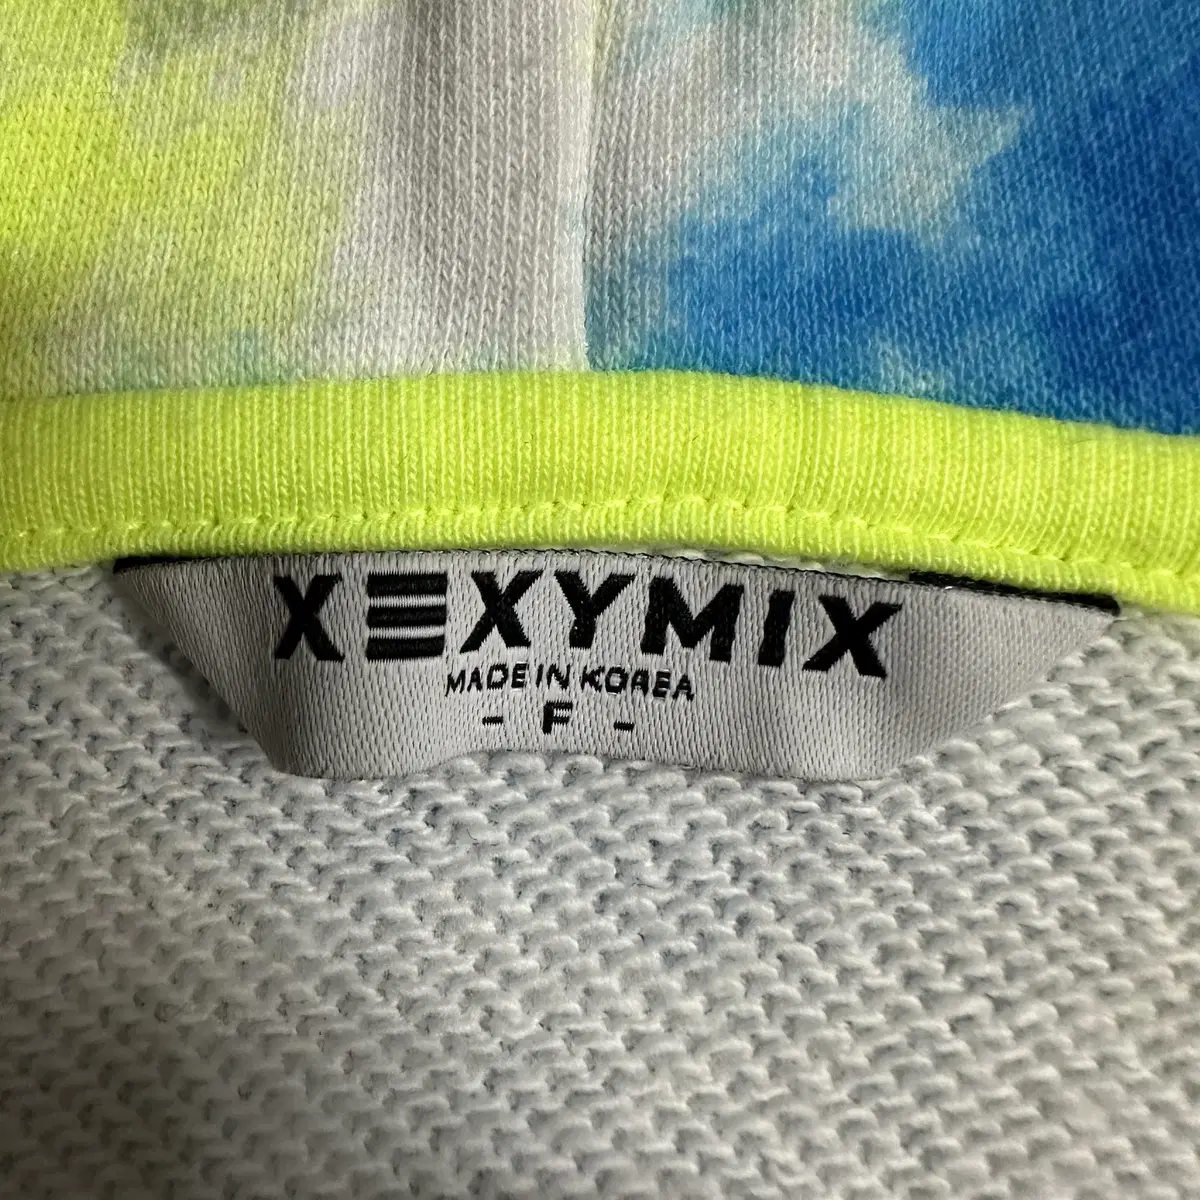 XEXYMIX
MADE IN KOREA
- F -